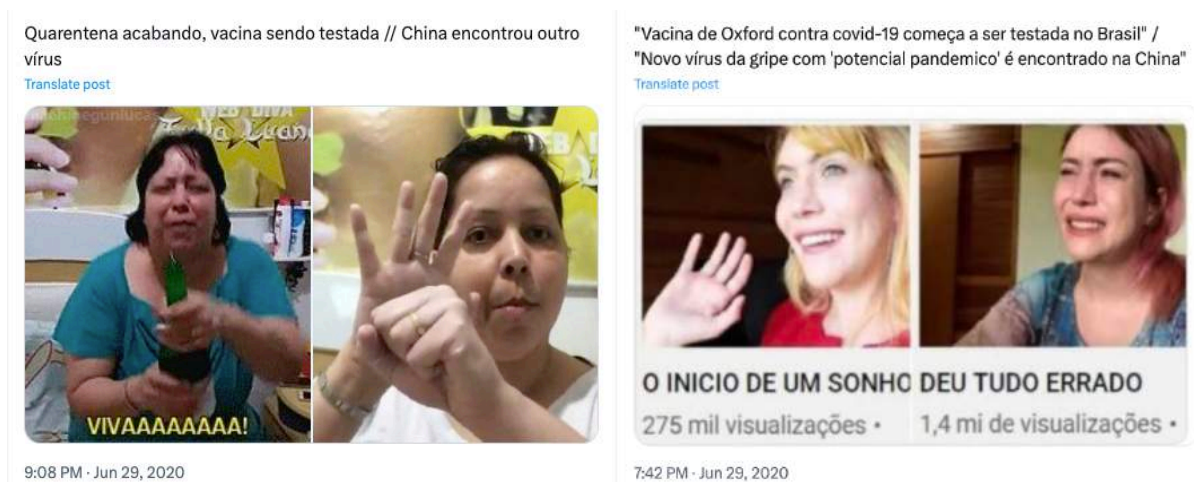 Quarentena acabando, vacina sendo testada // China encontrou outro
vírus
Translate post
VIVAAAAAAAA!
9:08 PM · Jun 29, 2020
"Vacina de Oxford contra covid-19 começa a ser testada no Brasil" /
"Novo vírus da gripe com 'potencial pandemico' é encontrado na China"
Translate post
O INICIO DE UM SONHO
275 mil visualizações •
DEU TUDO ERRADO
1,4 mi de visualizações •
7:42 PM · Jun 29, 2020